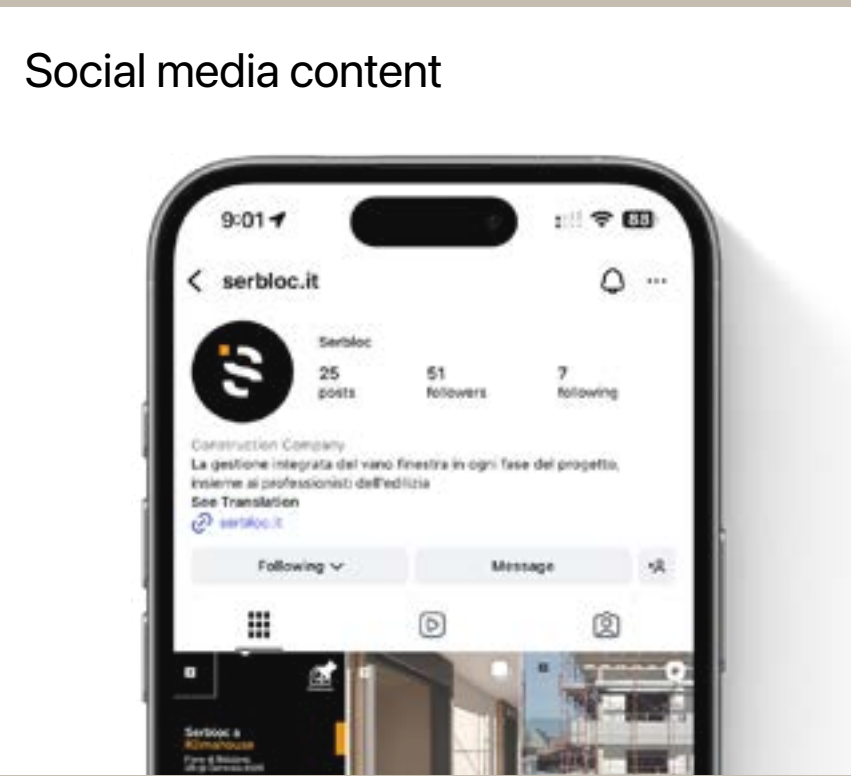 Social media content
9:01
88
serbloc.it
Serbloc
25 51 7
posts followers following
Construction Company
La gestione integrata del vano finestra in ogni fase del progetto,
insieme ai professionisti dell'edilizia
See Translation
serbloc.it
Following Message
Serbloc a
Klimahouse